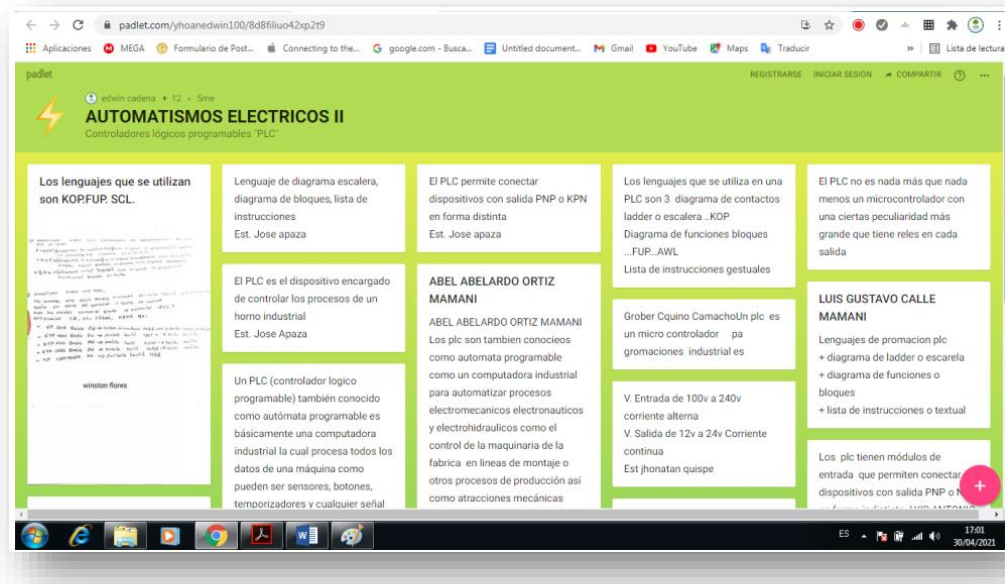 padlet.com/yhoanedwin100/8d8filiuo42xp2t9
Aplicaciones MEGA Formulario de Post... Connecting to the... google.com - Busca... Untitled document... Gmail YouTube Maps Traducir » Lista de lectura
padlet
REGISTRARSE INICIAR SESIÓN COMPARTIR
edwin cadena + 12 • 5me
AUTOMATISMOS ELECTRICOS II
Controladores lógicos programables "PLC"
Los lenguajes que se utilizan
son KOP.FUP. SCL.
winston flores
Lenguaje de diagrama escalera,
diagrama de bloques, lista de
instrucciones
Est. Jose apaza
El PLC es el dispositivo encargado
de controlar los procesos de un
horno industrial
Est. Jose Apaza
Un PLC (controlador logico
programable) también conocido
como autómata programable es
básicamente una computadora
industrial la cual procesa todos los
datos de una máquina como
pueden ser sensores, botones,
temporizadores y cualquier señal
El PLC permite conectar
dispositivos con salida PNP o KPN
en forma distinta
Est. Jose apaza
ABEL ABELARDO ORTIZ
MAMANI
ABEL ABELARDO ORTIZ MAMANI
Los plc son tambien conocieos
como automata programable
como un computadora industrial
para automatizar procesos
electromecanicos electronauticos
y electrohidraulicos como el
control de la maquinaria de la
fabrica en lineas de montaje o
otros procesos de producción así
como atracciones mecánicas
Los lenguajes que se utiliza en una
PLC son 3 diagrama de contactos
ladder o escalera ..KOP
Diagrama de funciones bloques
...FUP...AWL
Lista de instrucciones gestuales
Grober Cquino CamachoUn plc es
un micro controlador pa
gromaciones industrial es
V. Entrada de 100v a 240v
corriente alterna
V. Salida de 12v a 24v Corriente
continua
Est jhonatan quispe
El PLC no es nada más que nada
menos un microcontrolador con
una ciertas peculiaridad más
grande que tiene reles en cada
salida
LUIS GUSTAVO CALLE
MAMANI
Lenguajes de promacion plc
+ diagrama de ladder o escarela
+ diagrama de funciones o
bloques
+ lista de instrucciones o textual
Los plc tienen módulos de
entrada que permiten conectar
dispositivos con salida PNP o
ES 17:01
30/04/2021